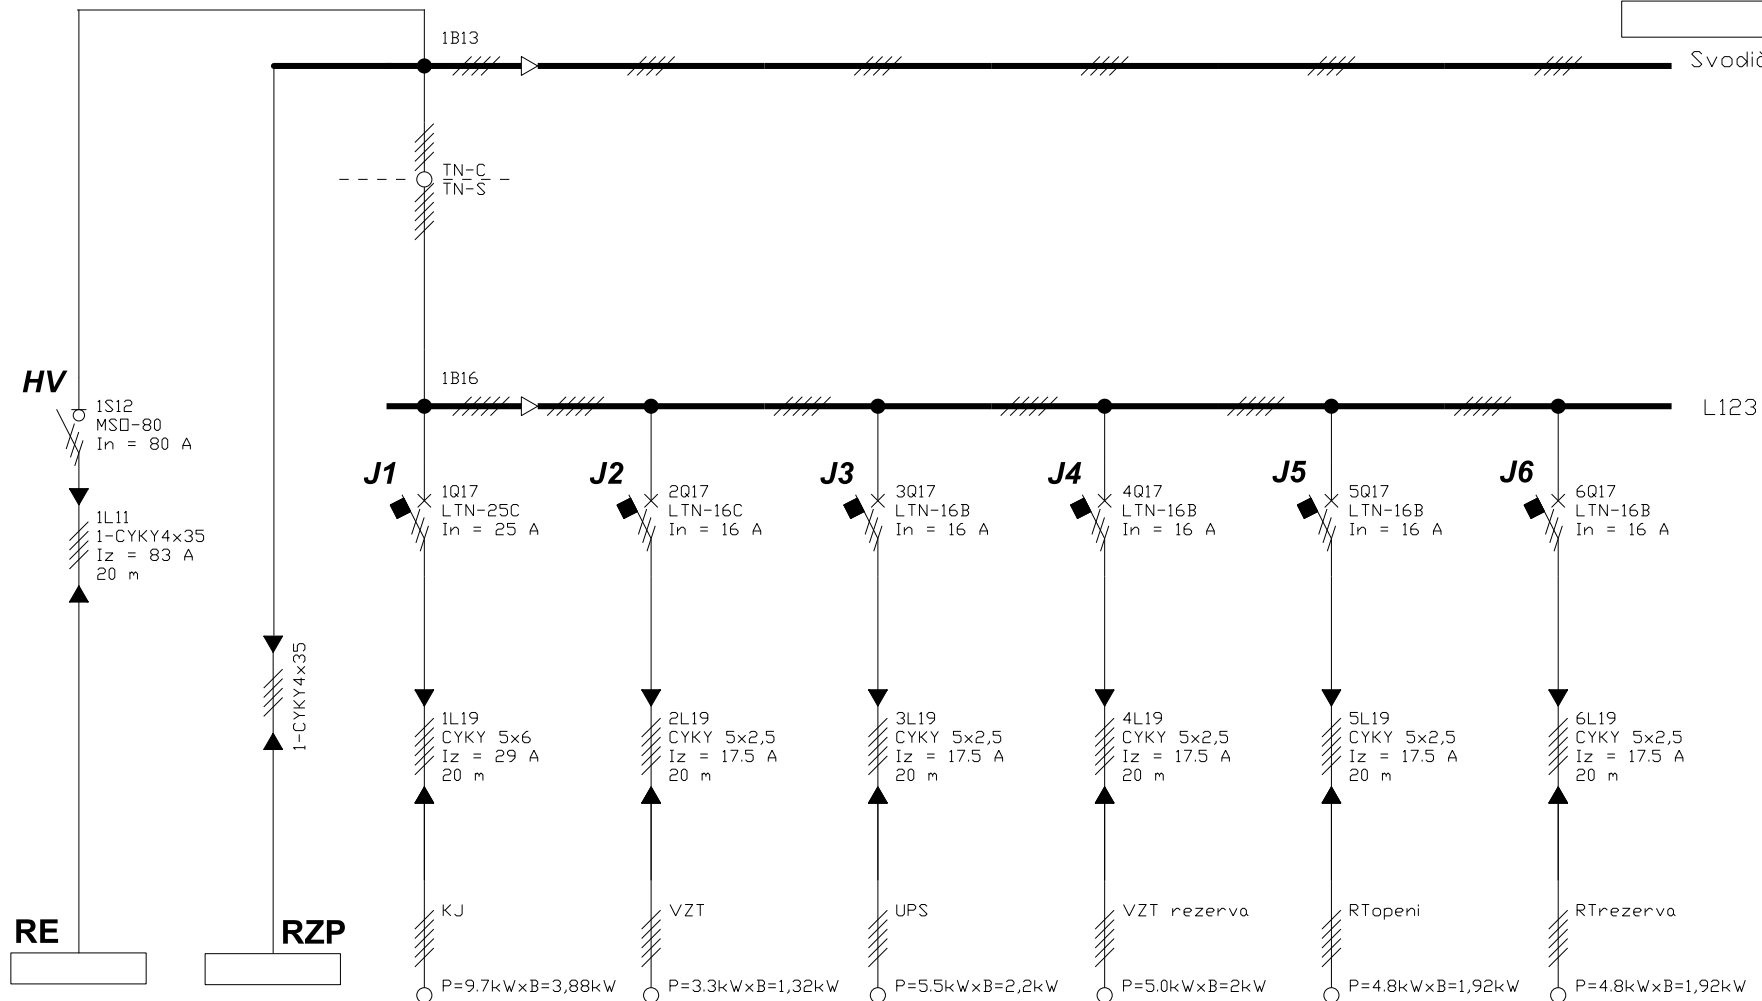 1B13
Svodič
TN-C
TN-S
HV
1S12
MSO-80
In = 80 A
1B16
L123
J1
1Q17
LTN-25C
In = 25 A
J2
2Q17
LTN-16C
In = 16 A
J3
3Q17
LTN-16B
In = 16 A
J4
4Q17
LTN-16B
In = 16 A
J5
5Q17
LTN-16B
In = 16 A
J6
6Q17
LTN-16B
In = 16 A
1L11
1-CYKY4x35
Iz = 83 A
20 m
1-CYKY4x35
1L19
CYKY 5x6
Iz = 29 A
20 m
2L19
CYKY 5x2,5
Iz = 17.5 A
20 m
3L19
CYKY 5x2,5
Iz = 17.5 A
20 m
4L19
CYKY 5x2,5
Iz = 17.5 A
20 m
5L19
CYKY 5x2,5
Iz = 17.5 A
20 m
6L19
CYKY 5x2,5
Iz = 17.5 A
20 m
RE
RZP
KJ
P=9.7kWxB=3,88kW
VZT
P=3.3kWxB=1,32kW
UPS
P=5.5kWxB=2,2kW
VZT rezerva
P=5.0kWxB=2kW
RTopeni
P=4.8kWxB=1,92kW
RTrezerva
P=4.8kWxB=1,92kW